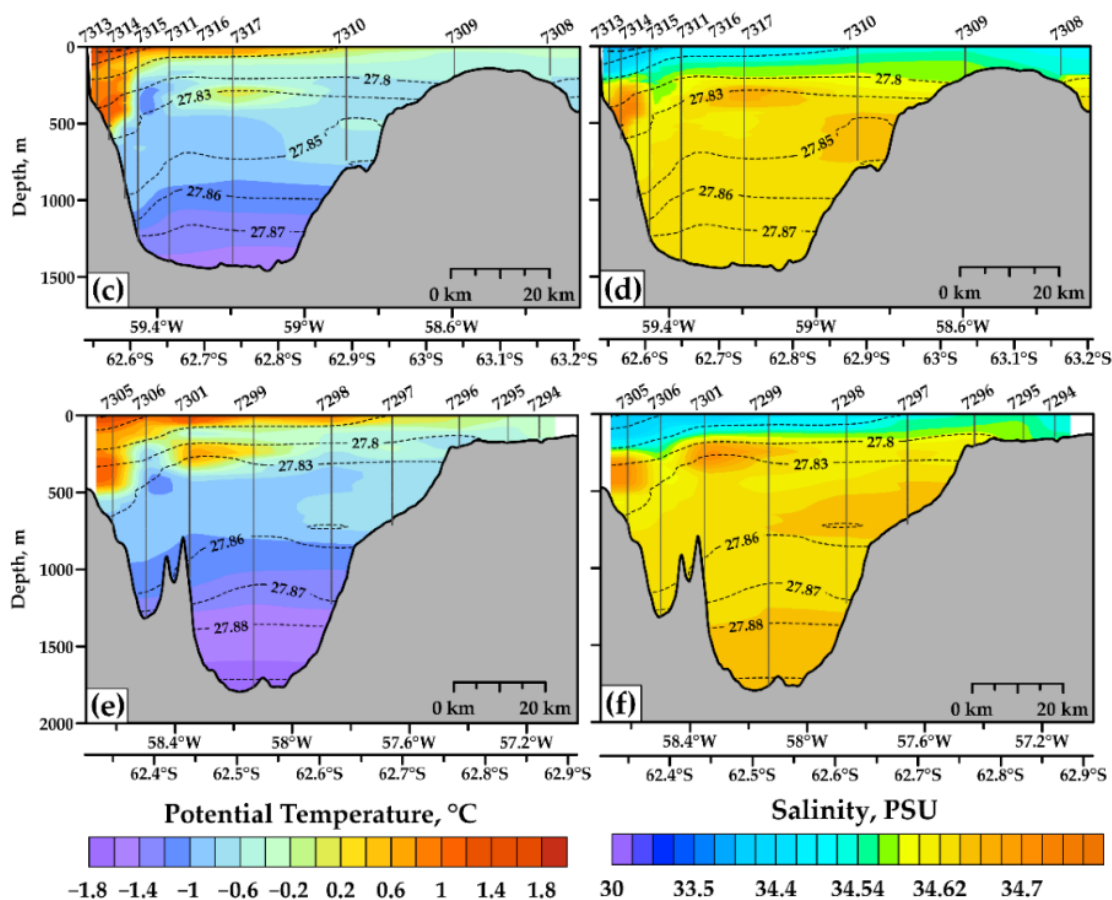 7313 7314 7315 7311 7316 7317 7310 7309 7308
7313 7314 7315 7311 7316 7317 7310 7309 7308
Depth, m
0
500
1000
1500
27.8
27.83
27.85
27.86
27.87
(c)
0 km 20 km
27.8
27.83
27.85
27.86
27.87
(d)
0 km 20 km
59.4°W 59°W 58.6°W
59.4°W 59°W 58.6°W
62.6°S 62.7°S 62.8°S 62.9°S 63°S 63.1°S 63.2°S
62.6°S 62.7°S 62.8°S 62.9°S 63°S 63.1°S 63.2°S
7305 7306 7301 7299 7298 7297 7296 7295 7294
7305 7306 7301 7299 7298 7297 7296 7295 7294
Depth, m
0
500
1000
1500
2000
27.8
27.83
27.86
27.87
27.88
(e)
0 km 20 km
27.8
27.83
27.86
27.87
27.88
(f)
0 km 20 km
58.4°W 58°W 57.6°W 57.2°W
58.4°W 58°W 57.6°W 57.2°W
62.4°S 62.5°S 62.6°S 62.7°S 62.8°S 62.9°S
62.4°S 62.5°S 62.6°S 62.7°S 62.8°S 62.9°S
Potential Temperature, °C
−1.8 −1.4 −1 −0.6 −0.2 0.2 0.6 1 1.4 1.8
Salinity, PSU
30 33.5 34.4 34.54 34.62 34.7